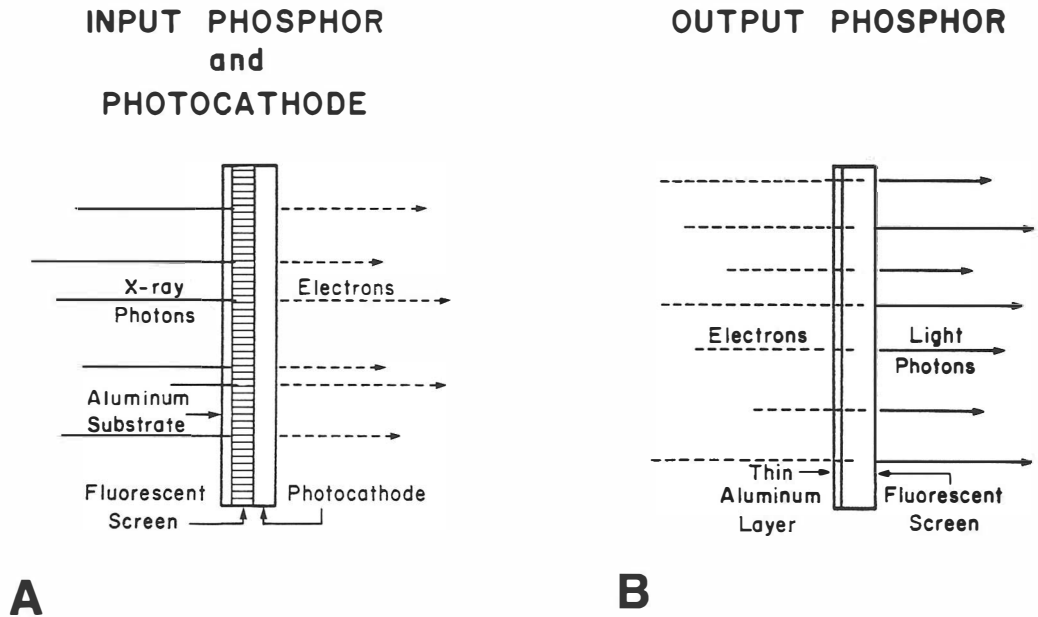 INPUT PHOSPHOR
and
PHOTOCATHODE
X-ray
Photons
Electrons
Aluminum
Substrate
Fluorescent
Screen
Photocathode
A
OUTPUT PHOSPHOR
Electrons
Light
Photons
Thin
Aluminum
Layer
Fluorescent
Screen
B